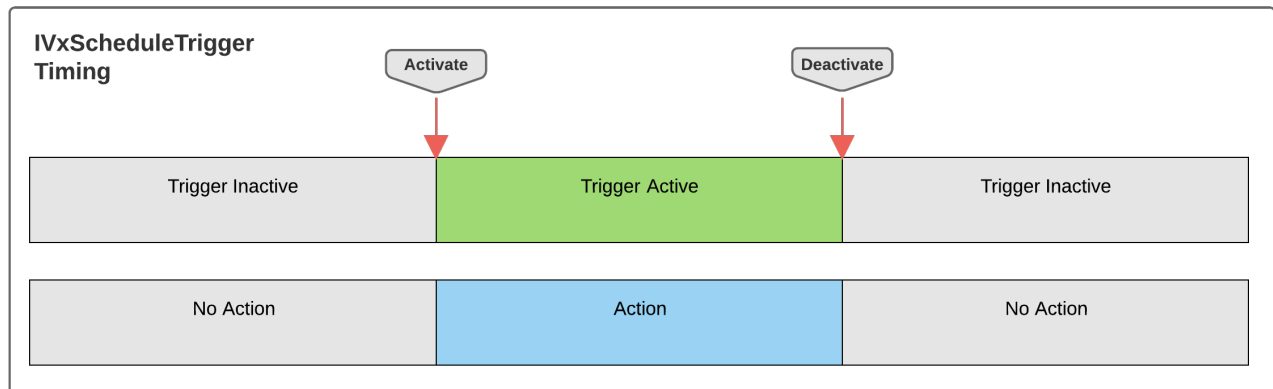 IVxScheduleTrigger
Timing
Activate
Deactivate
Trigger Inactive
Trigger Active
Trigger Inactive
No Action
Action
No Action